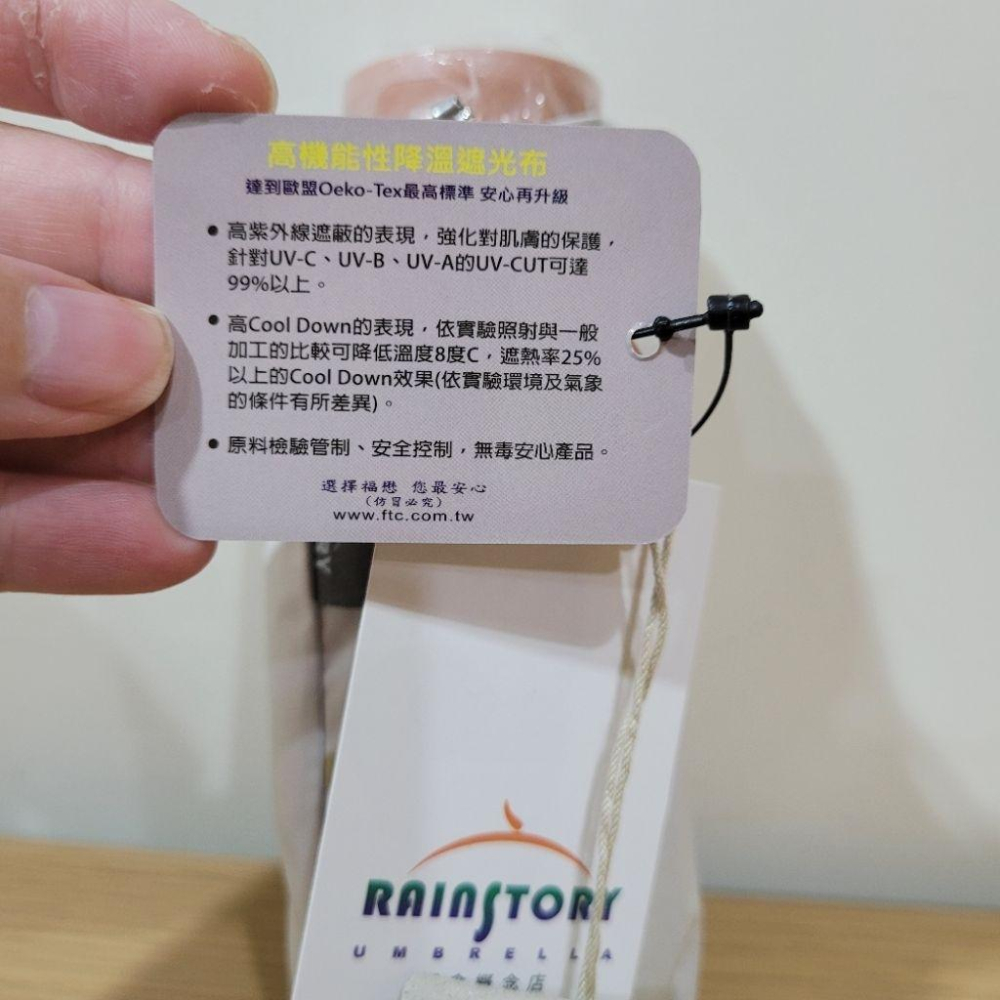 高機能性降溫遮光布
達到歐盟Oeko-Tex最高標準 安心再升級
• 高紫外線遮蔽的表現，強化對肌膚的保護，
針對UV-C、UV-B、UV-A的UV-CUT可達
99%以上。
• 高Cool Down的表現，依實驗照射與一般
加工的比較可降低溫度8度C，遮熱率25%
以上的Cool Down效果(依實驗環境及氣象
的條件有所差異)。
• 原料檢驗管制、安全控制，無毒安心產品。
選擇福懋 您最安心
(仿冒必究)
www.ftc.com.tw
RAINSTORY
UMBRELLA
念店